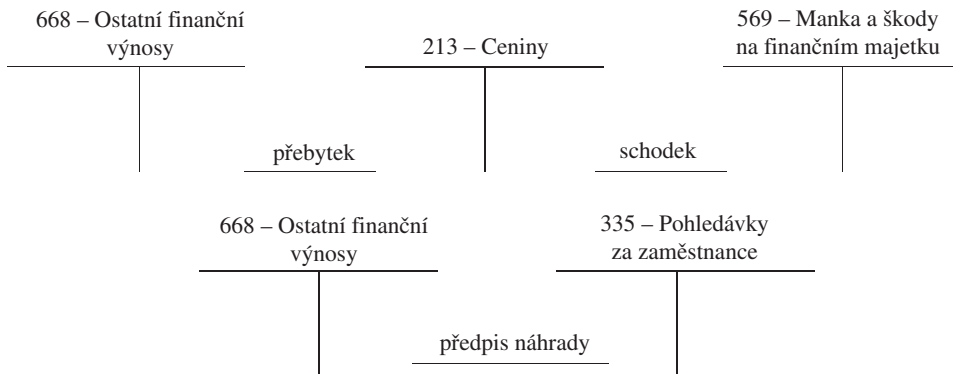 668 – Ostatní finanční
výnosy
213 – Ceniny
569 – Manka a škody
na finančním majetku
přebytek
schodek
668 – Ostatní finanční
výnosy
335 – Pohledávky
za zaměstnance
předpis náhrady